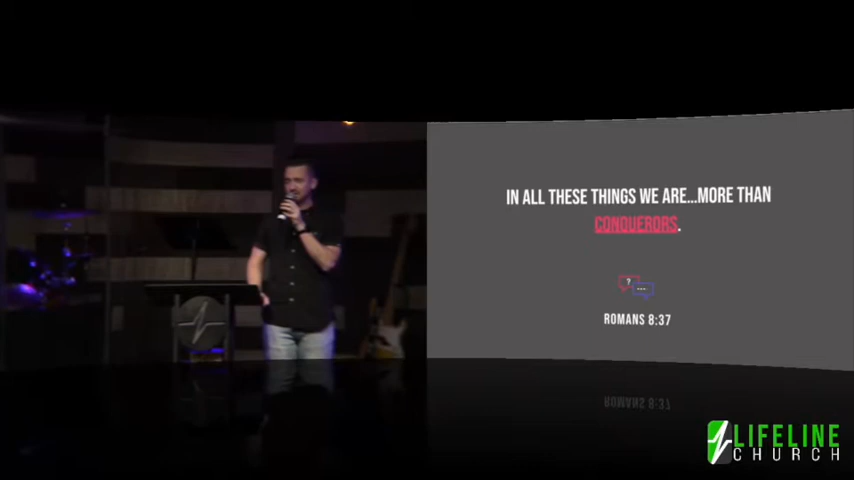 IN ALL THESE THINGS WE ARE...MORE THAN
CONQUERORS.
?
...
ROMANS 8:37
ROMANS 8:37
LIFELINE
CHURCH